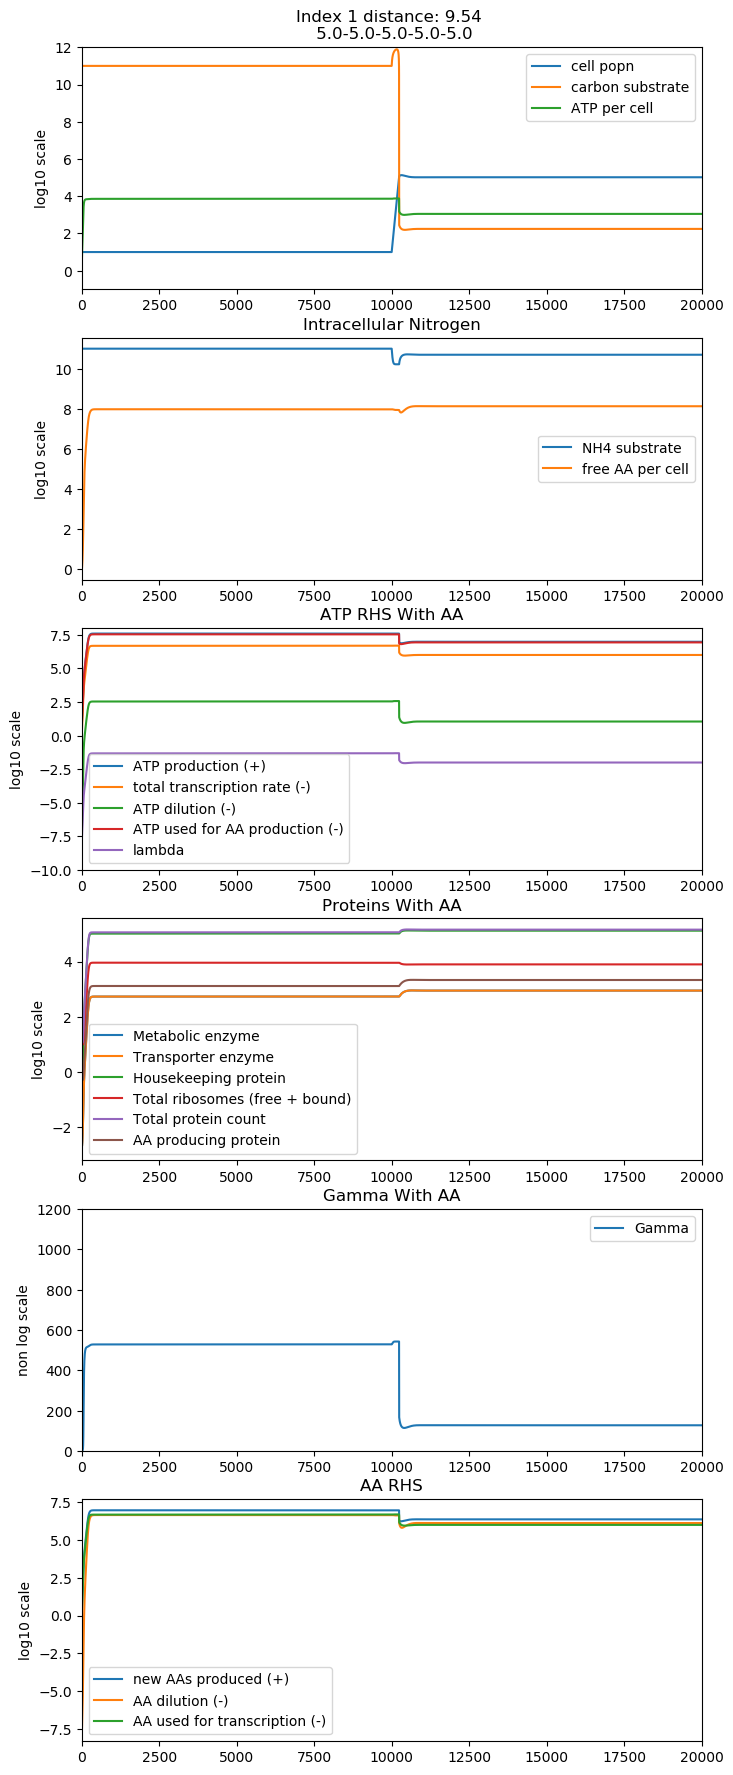 Index 1 distance: 9.54
5.0-5.0-5.0-5.0-5.0
12
10
8
6
4
2
0
log10 scale
cell popn
carbon substrate
ATP per cell
0 2500 5000 7500 10000 12500 15000 17500 20000
Intracellular Nitrogen
10
8
6
4
2
0
log10 scale
NH4 substrate
free AA per cell
0 2500 5000 7500 10000 12500 15000 17500 20000
ATP RHS With AA
7.5
5.0
2.5
0.0
−2.5
−5.0
−7.5
−10.0
log10 scale
ATP production (+)
total transcription rate (-)
ATP dilution (-)
ATP used for AA production (-)
lambda
0 2500 5000 7500 10000 12500 15000 17500 20000
Proteins With AA
4
2
0
−2
log10 scale
Metabolic enzyme
Transporter enzyme
Housekeeping protein
Total ribosomes (free + bound)
Total protein count
AA producing protein
0 2500 5000 7500 10000 12500 15000 17500 20000
Gamma With AA
1200
1000
800
600
400
200
0
non log scale
Gamma
0 2500 5000 7500 10000 12500 15000 17500 20000
AA RHS
7.5
5.0
2.5
0.0
−2.5
−5.0
−7.5
log10 scale
new AAs produced (+)
AA dilution (-)
AA used for transcription (-)
0 2500 5000 7500 10000 12500 15000 17500 20000